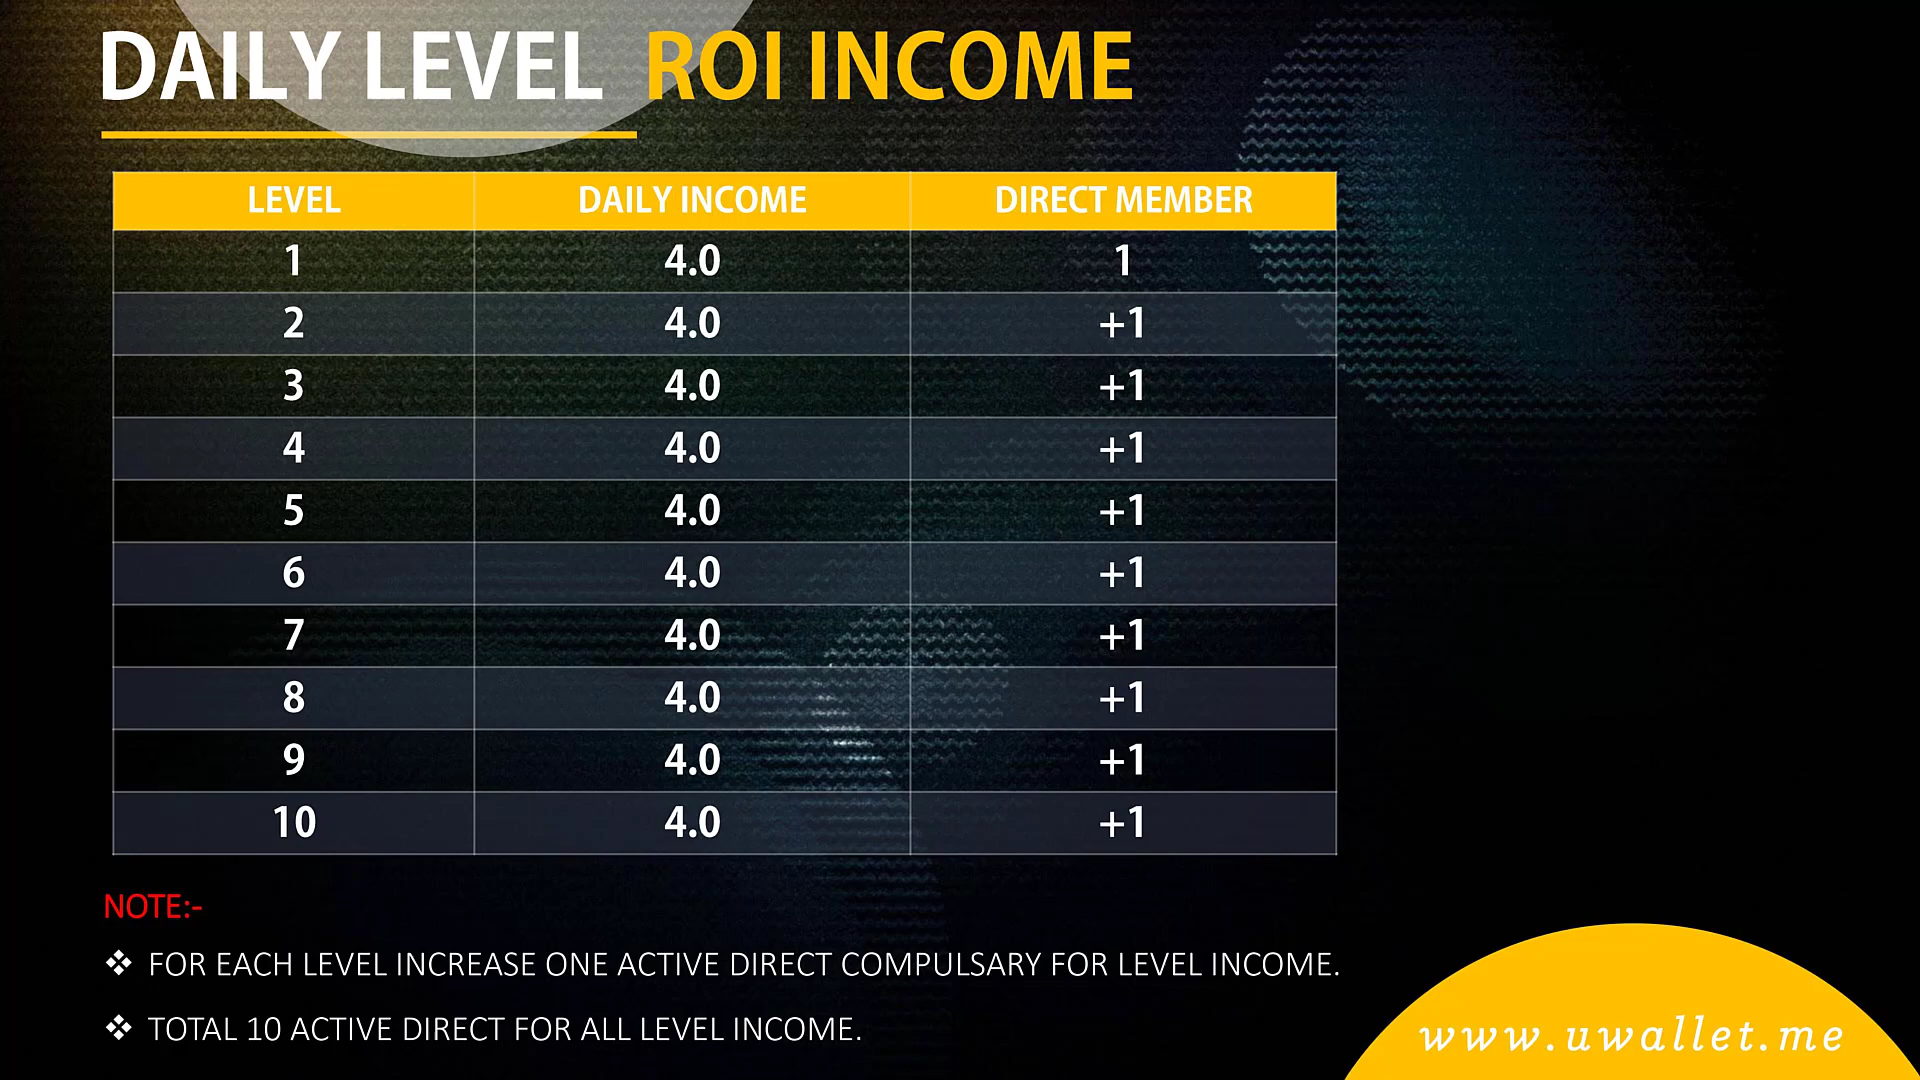 DAILY LEVEL ROI INCOME
LEVEL DAILY INCOME DIRECT MEMBER
1 4.0 1
2 4.0 +1
3 4.0 +1
4 4.0 +1
5 4.0 +1
6 4.0 +1
7 4.0 +1
8 4.0 +1
9 4.0 +1
10 4.0 +1
NOTE:-
❖ FOR EACH LEVEL INCREASE ONE ACTIVE DIRECT COMPULSARY FOR LEVEL INCOME.
❖ TOTAL 10 ACTIVE DIRECT FOR ALL LEVEL INCOME.
www.uwallet.me